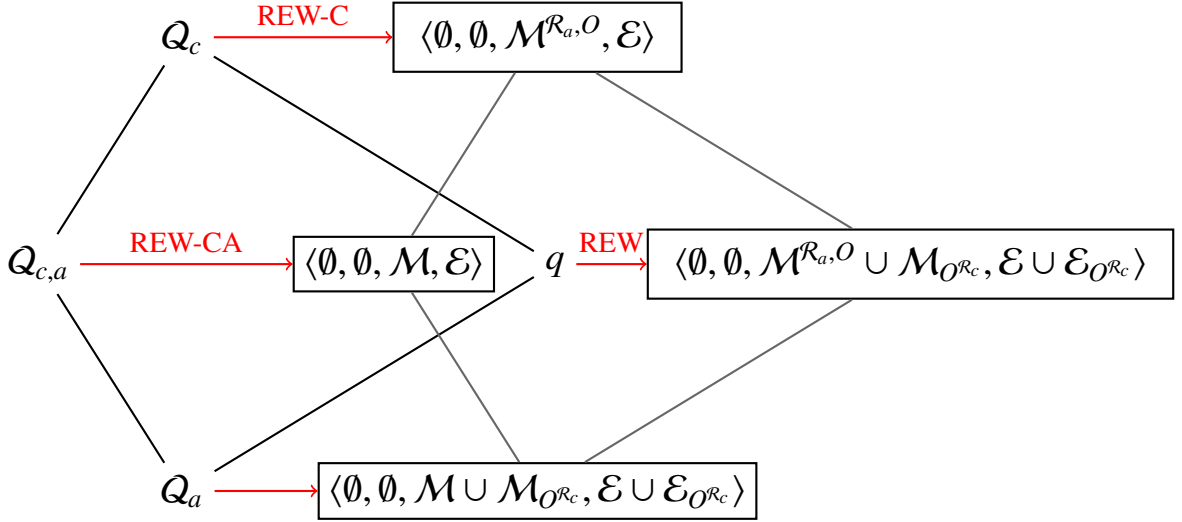 REW-C
𝒬_c ⟨∅, ∅, ℳ^{ℛ_a,O}, ℰ⟩
REW-CA REW
𝒬_{c,a} ⟨∅, ∅, ℳ, ℰ⟩ q ⟨∅, ∅, ℳ^{ℛ_a,O} ∪ ℳ_{O^{ℛ_c}}, ℰ ∪ ℰ_{O^{ℛ_c}}⟩
𝒬_a ⟨∅, ∅, ℳ ∪ ℳ_{O^{ℛ_c}}, ℰ ∪ ℰ_{O^{ℛ_c}}⟩